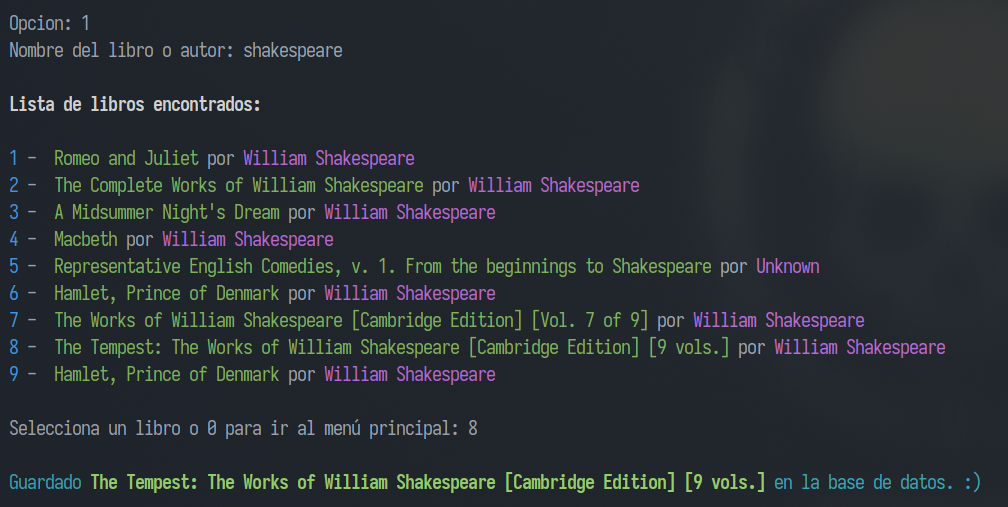 Opcion: 1
Nombre del libro o autor: shakespeare
Lista de libros encontrados:
1 - Romeo and Juliet por William Shakespeare
2 - The Complete Works of William Shakespeare por William Shakespeare
3 - A Midsummer Night's Dream por William Shakespeare
4 - Macbeth por William Shakespeare
5 - Representative English Comedies, v. 1. From the beginnings to Shakespeare por Unknown
6 - Hamlet, Prince of Denmark por William Shakespeare
7 - The Works of William Shakespeare [Cambridge Edition] [Vol. 7 of 9] por William Shakespeare
8 - The Tempest: The Works of William Shakespeare [Cambridge Edition] [9 vols.] por William Shakespeare
9 - Hamlet, Prince of Denmark por William Shakespeare
Selecciona un libro o 0 para ir al menú principal: 8
Guardado The Tempest: The Works of William Shakespeare [Cambridge Edition] [9 vols.] en la base de datos. :)